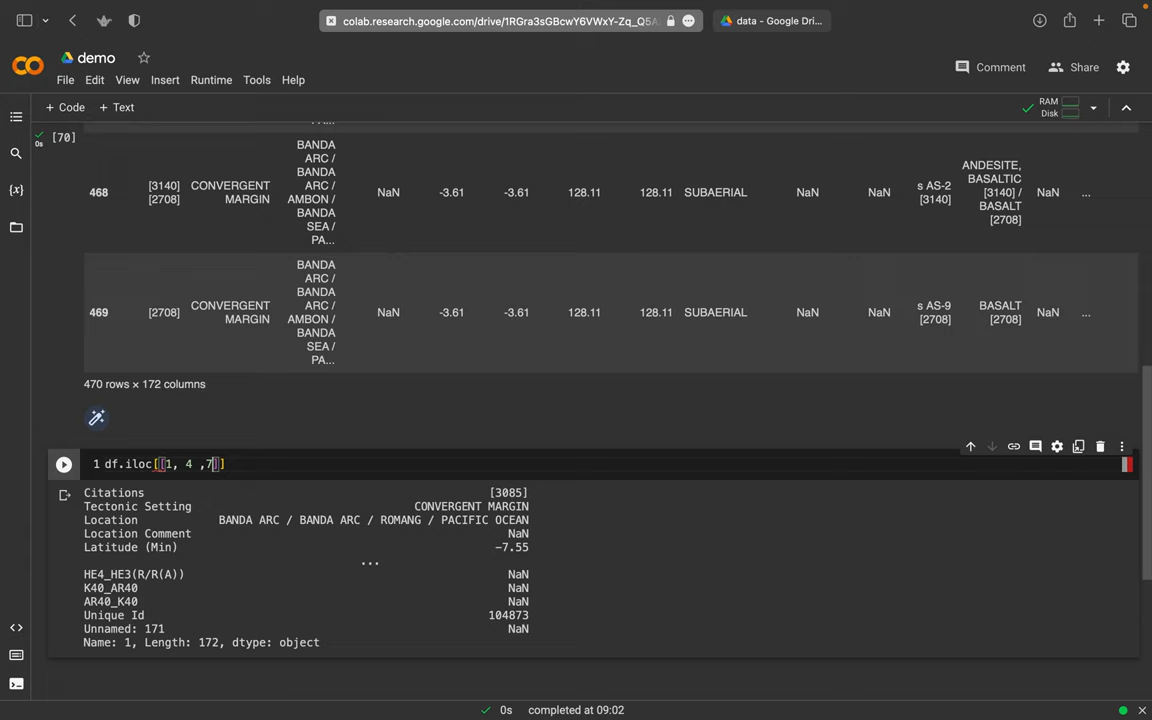 colab.research.google.com/drive/1RGra3sGBcwY6VWxY-Zq_Q5A
data - Google Dri...
demo
File Edit View Insert Runtime Tools Help
Comment
Share
+ Code + Text
RAM
Disk
0s
[70]
PA...
468 [3140] [2708] CONVERGENT MARGIN BANDA ARC / BANDA ARC / AMBON / BANDA SEA / PA... NaN -3.61 -3.61 128.11 128.11 SUBAERIAL NaN NaN s AS-2 [3140] ANDESITE, BASALTIC [3140] / BASALT [2708] NaN ...
469 [2708] CONVERGENT MARGIN BANDA ARC / BANDA ARC / AMBON / BANDA SEA / PA... NaN -3.61 -3.61 128.11 128.11 SUBAERIAL NaN NaN s AS-9 [2708] BASALT [2708] NaN ...
470 rows × 172 columns
1 df.iloc[[1, 4 ,7]]
Citations [3085]
Tectonic Setting CONVERGENT MARGIN
Location BANDA ARC / BANDA ARC / ROMANG / PACIFIC OCEAN
Location Comment NaN
Latitude (Min) -7.55
...
HE4_HE3(R/R(A)) NaN
K40_AR40 NaN
AR40_K40 NaN
Unique Id 104873
Unnamed: 171 NaN
Name: 1, Length: 172, dtype: object
0s completed at 09:02